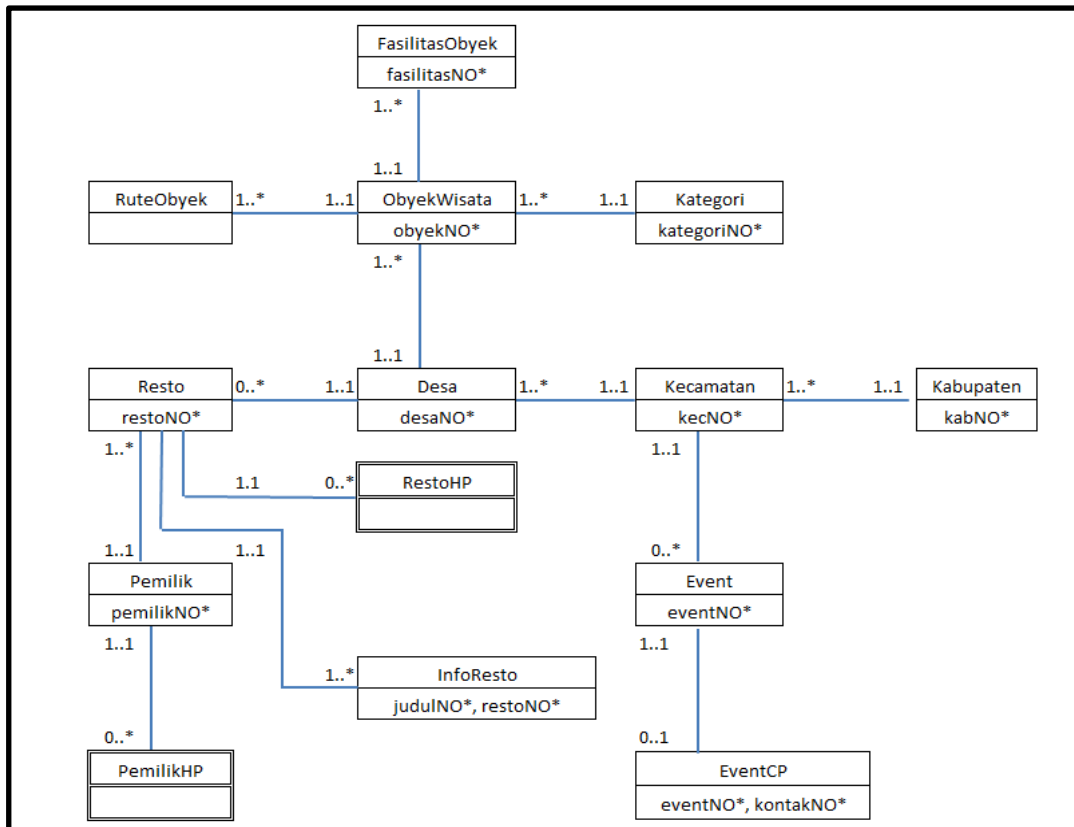 FasilitasObyek
fasilitasNO*
1..*
1..1
RuteObyek
1..*
1..1
ObyekWisata
obyekNO*
1..*
1..1
Kategori
kategoriNO*
1..*
1..1
Resto
restoNO*
0..*
1..1
Desa
desaNO*
1..*
1..1
Kecamatan
kecNO*
1..*
1..1
Kabupaten
kabNO*
1..*
1..1
1.1
0..*
RestoHP
1..1
1..1
0..*
Pemilik
pemilikNO*
Event
eventNO*
1..1
1..1
1..*
InfoResto
judulNO*, restoNO*
0..*
0..1
PemilikHP
EventCP
eventNO*, kontakNO*